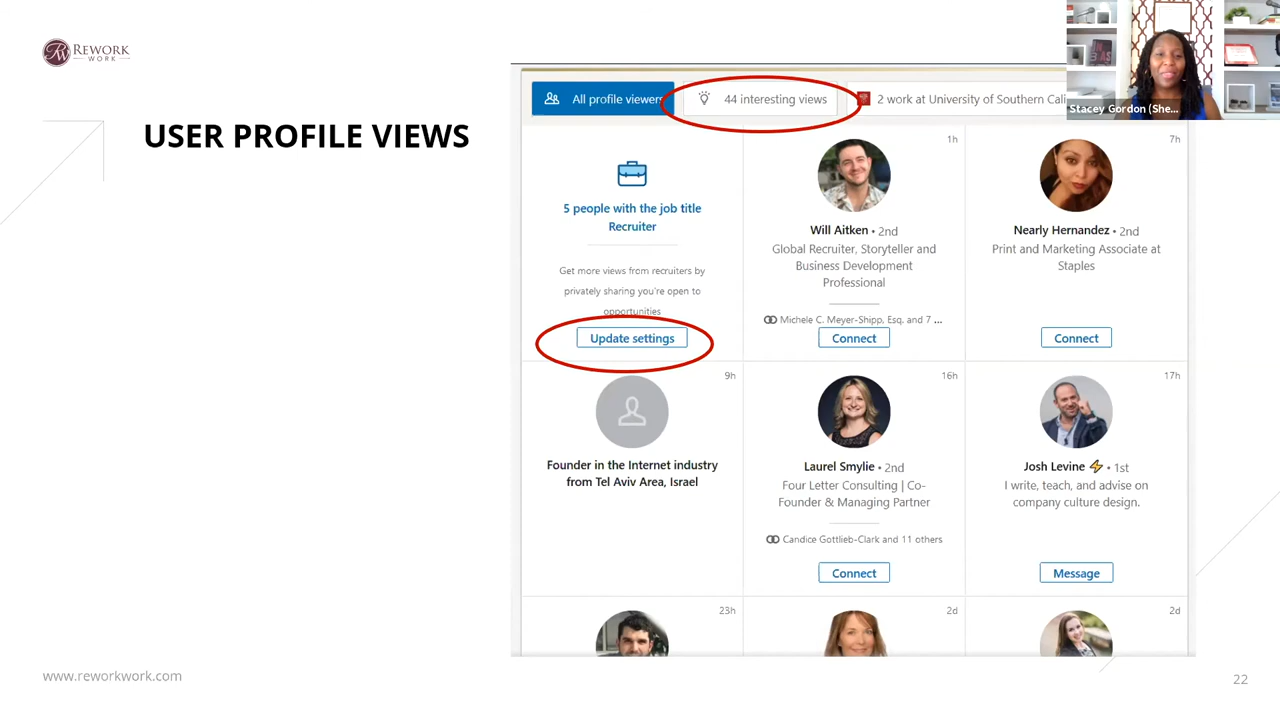 REWORK
WORK
USER PROFILE VIEWS
All profile viewers
44 interesting views
2 work at University of Southern Cali
Stacey Gordon (She...
5 people with the job title
Recruiter
Get more views from recruiters by
privately sharing you're open to
opportunities
Update settings
1h
Will Aitken • 2nd
Global Recruiter, Storyteller and
Business Development
Professional
Michele C. Meyer-Shipp, Esq. and 7 ...
Connect
7h
Nearly Hernandez • 2nd
Print and Marketing Associate at
Staples
Connect
9h
Founder in the Internet industry
from Tel Aviv Area, Israel
16h
Laurel Smylie • 2nd
Four Letter Consulting | Co-
Founder & Managing Partner
Candice Gottlieb-Clark and 11 others
Connect
17h
Josh Levine ⚡ • 1st
I write, teach, and advise on
company culture design.
Message
23h
2d
2d
www.reworkwork.com
22